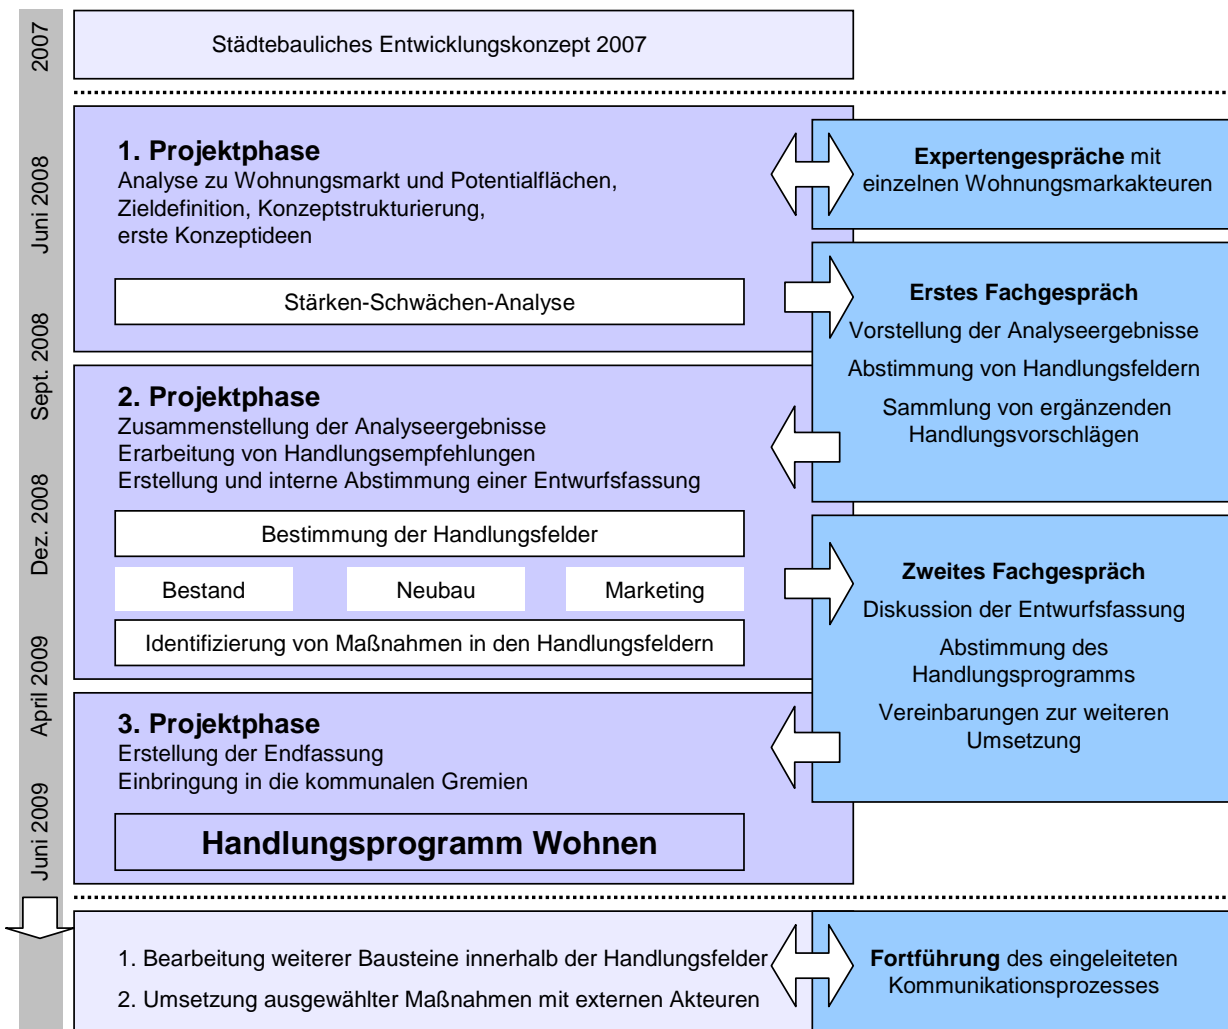 2007
Städtebauliches Entwicklungskonzept 2007
Juni 2008
1. Projektphase
Analyse zu Wohnungsmarkt und Potentialflächen,
Zieldefinition, Konzeptstrukturierung,
erste Konzeptideen
Stärken-Schwächen-Analyse
Expertengespräche mit
einzelnen Wohnungsmarkakteuren
Erstes Fachgespräch
Vorstellung der Analyseergebnisse
Abstimmung von Handlungsfeldern
Sammlung von ergänzenden
Handlungsvorschlägen
Sept. 2008
2. Projektphase
Zusammenstellung der Analyseergebnisse
Erarbeitung von Handlungsempfehlungen
Erstellung und interne Abstimmung einer Entwurfsfassung
Dez. 2008
Bestimmung der Handlungsfelder
Bestand
Neubau
Marketing
Identifizierung von Maßnahmen in den Handlungsfeldern
Zweites Fachgespräch
Diskussion der Entwurfsfassung
Abstimmung des
Handlungsprogramms
Vereinbarungen zur weiteren
Umsetzung
April 2009
3. Projektphase
Erstellung der Endfassung
Einbringung in die kommunalen Gremien
Juni 2009
Handlungsprogramm Wohnen
1. Bearbeitung weiterer Bausteine innerhalb der Handlungsfelder
2. Umsetzung ausgewählter Maßnahmen mit externen Akteuren
Fortführung des eingeleiteten
Kommunikationsprozesses